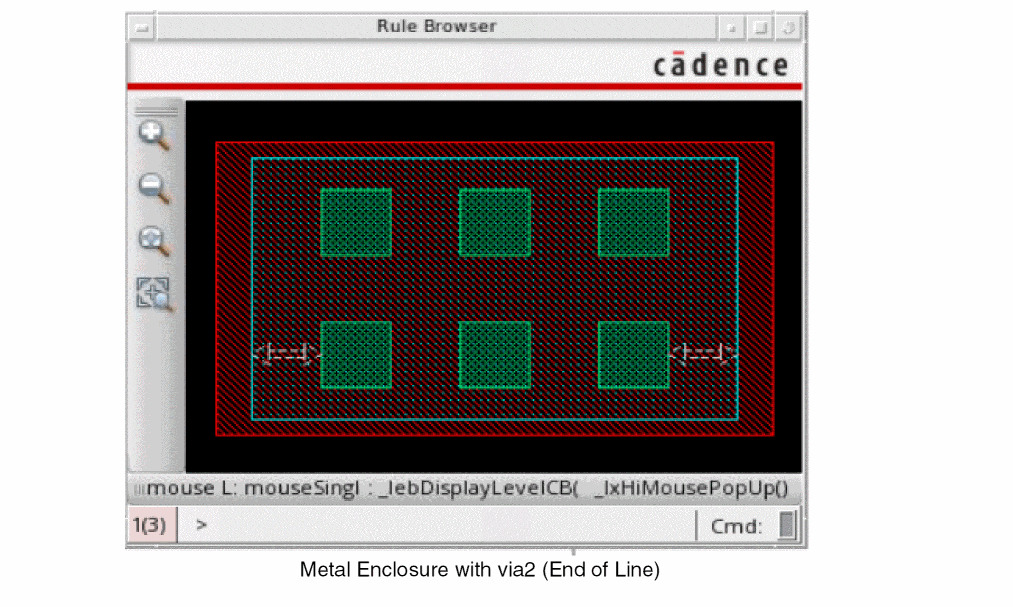 Rule Browser
cādence
mouse L: mouseSingl : _lebDisplayLevelCB( _lxHiMousePopUp()
1(3) > Cmd:
Metal Enclosure with via2 (End of Line)